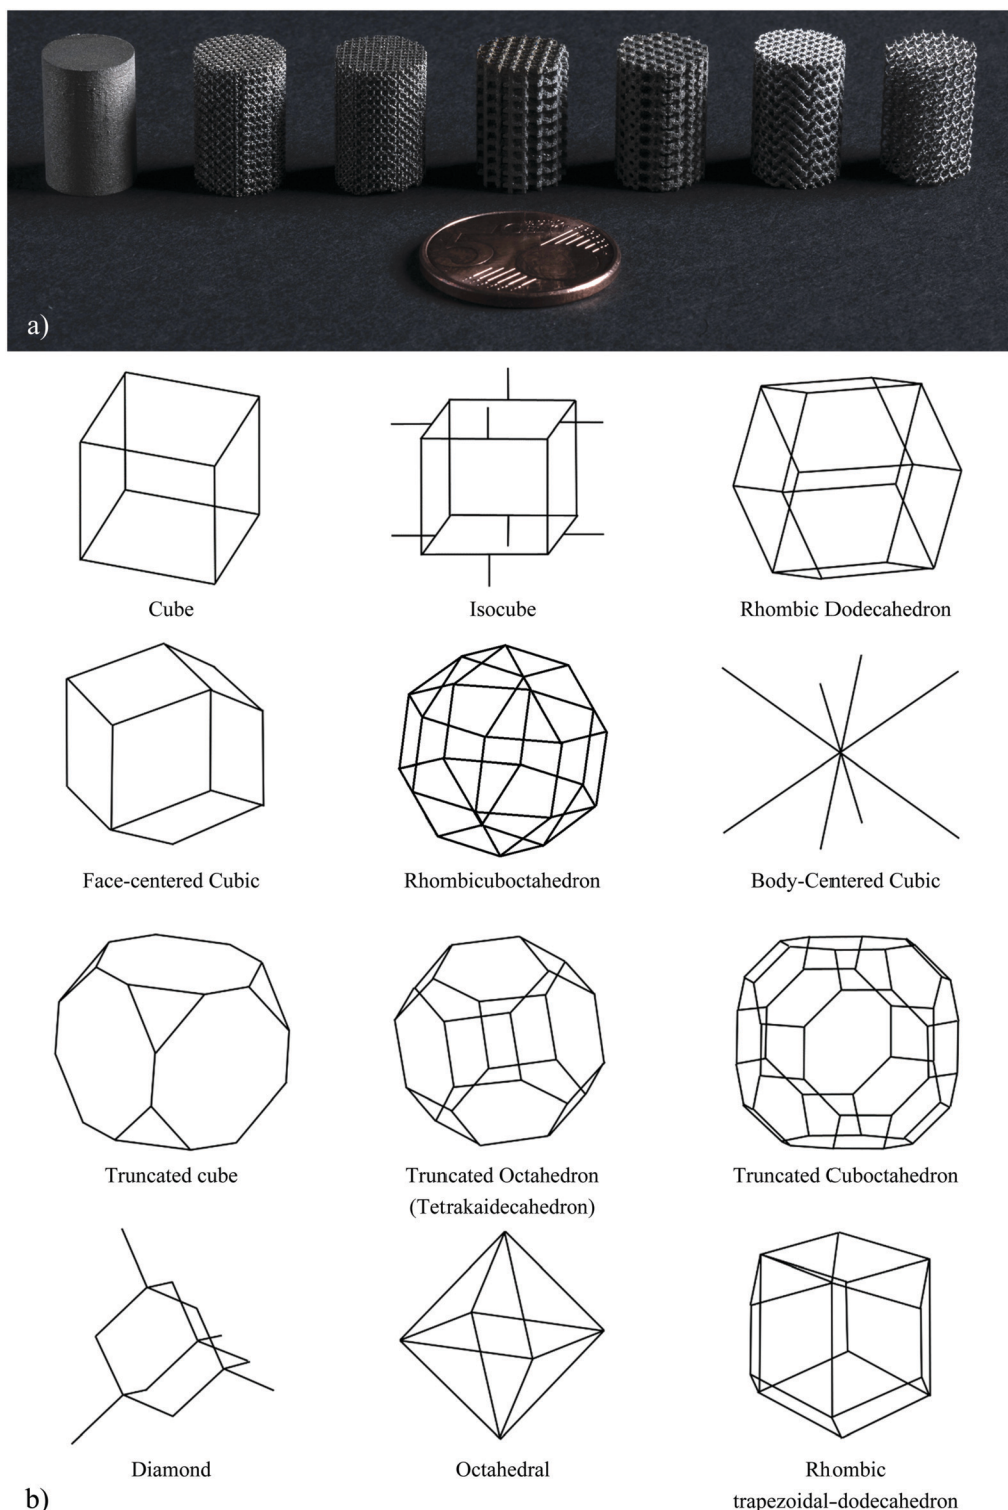 5
a)
Cube
Isocube
Rhombic Dodecahedron
Face-centered Cubic
Rhombicuboctahedron
Body-Centered Cubic
Truncated cube
Truncated Octahedron
(Tetrakaidecahedron)
Truncated Cuboctahedron
Diamond
Octahedral
Rhombic
trapezoidal-dodecahedron
b)